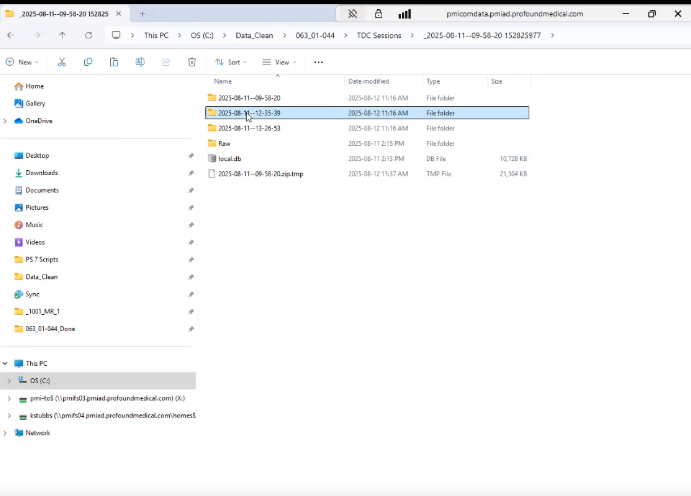 _2025-08-11--09-58-20 152825
pmicomdata.pmiad.profoundmedical.com
This PC > OS (C:) > Data_Clean > 063_01-044 > TDC Sessions > _2025-08-11--09-58-20 152825977 >
New Sort View
Name Date modified Type Size
Home
Gallery
OneDrive
Desktop
Downloads
Documents
Pictures
Music
Videos
PS 7 Scripts
Data_Clean
Sync
_1001_MR_1
063_01-044_Done
This PC
OS (C:)
pmi-to$ (\\pmifs03.pmiad.profoundmedical.com) (X:)
kstubbs (\\pmifs04.pmiad.profoundmedical.com\homes$
Network
2025-08-11--09-58-20 2025-08-12 11:16 AM File folder
2025-08-11--12-35-39 2025-08-12 11:16 AM File folder
2025-08-11--13-26-53 2025-08-12 11:16 AM File folder
Raw 2025-08-11 2:15 PM File folder
local.db 2025-08-11 2:13 PM DB File 10,728 KB
2025-08-11--09-58-20.zip.tmp 2025-08-12 11:37 AM TMP File 21,504 KB